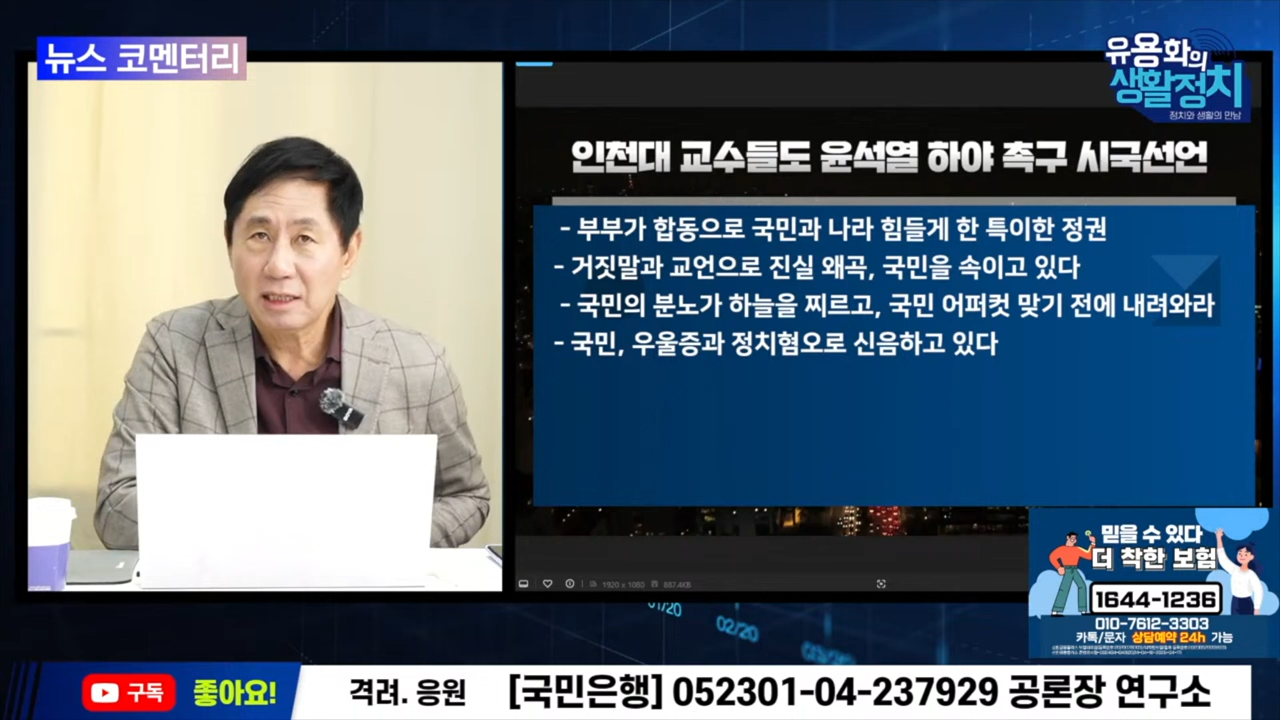 뉴스 코멘터리
유용화의
생활정치
정치와 생활의 만남
인천대 교수들도 윤석열 하야 촉구 시국선언
- 부부가 합동으로 국민과 나라 힘들게 한 특이한 정권
- 거짓말과 교언으로 진실 왜곡, 국민을 속이고 있다
- 국민의 분노가 하늘을 찌르고, 국민 어퍼컷 맞기 전에 내려와라
- 국민, 우울증과 정치혐오로 신음하고 있다
1920 x 1080 887.4KB
01/20
02/20
믿을 수 있다
더 착한 보험
1644-1236
010-7612-3303
카톡/문자 상담예약 24h 가능
구독 좋아요! 격려. 응원 [국민은행] 052301-04-237929 공론장 연구소